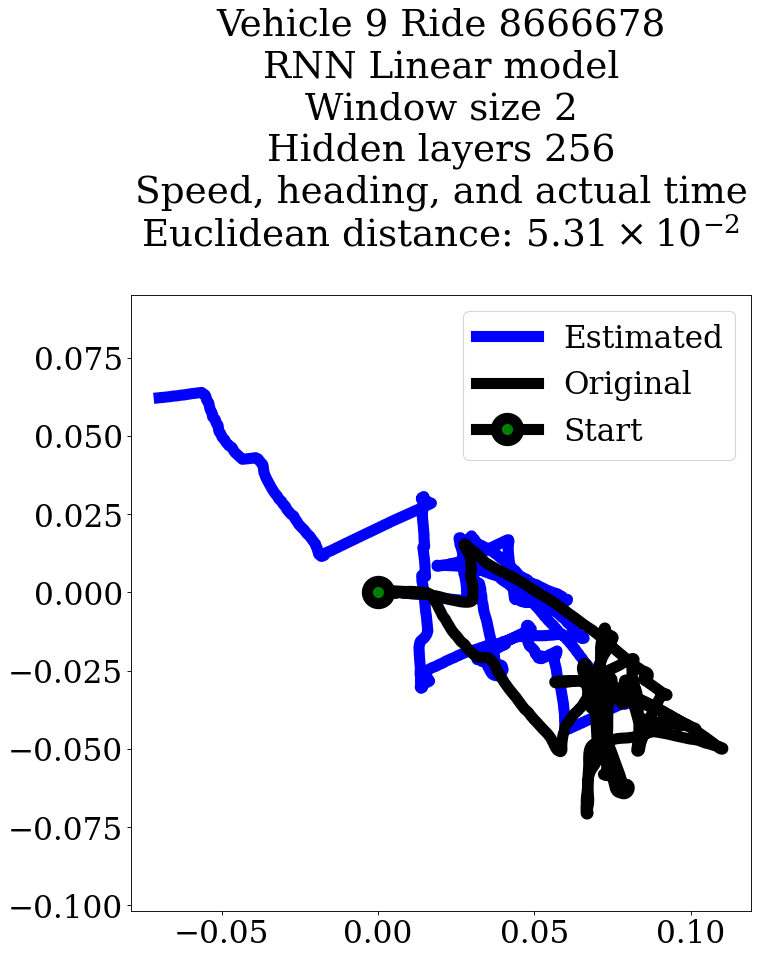 Vehicle 9 Ride 8666678
RNN Linear model
Window size 2
Hidden layers 256
Speed, heading, and actual time
Euclidean distance: 5.31 × 10⁻²
Estimated
Original
Start
0.075
0.050
0.025
0.000
−0.025
−0.050
−0.075
−0.100
−0.05 0.00 0.05 0.10